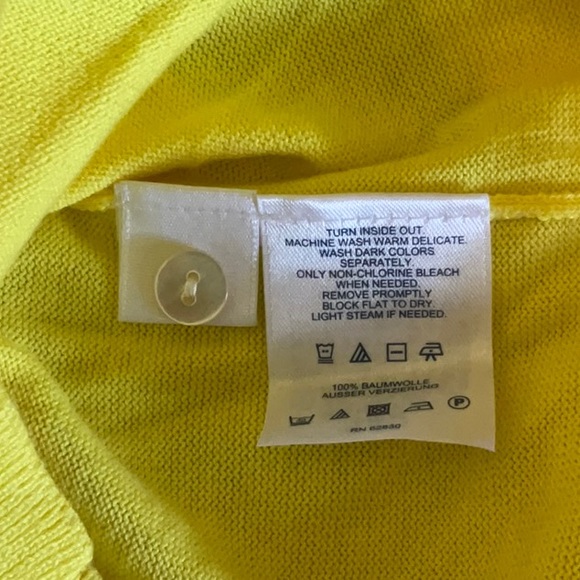 TURN INSIDE OUT.
MACHINE WASH WARM DELICATE.
WASH DARK COLORS
SEPARATELY.
ONLY NON-CHLORINE BLEACH
WHEN NEEDED.
REMOVE PROMPTLY
BLOCK FLAT TO DRY.
LIGHT STEAM IF NEEDED.
100% BAUMWOLLE
AUSSER VERZIERUNG
P
RN